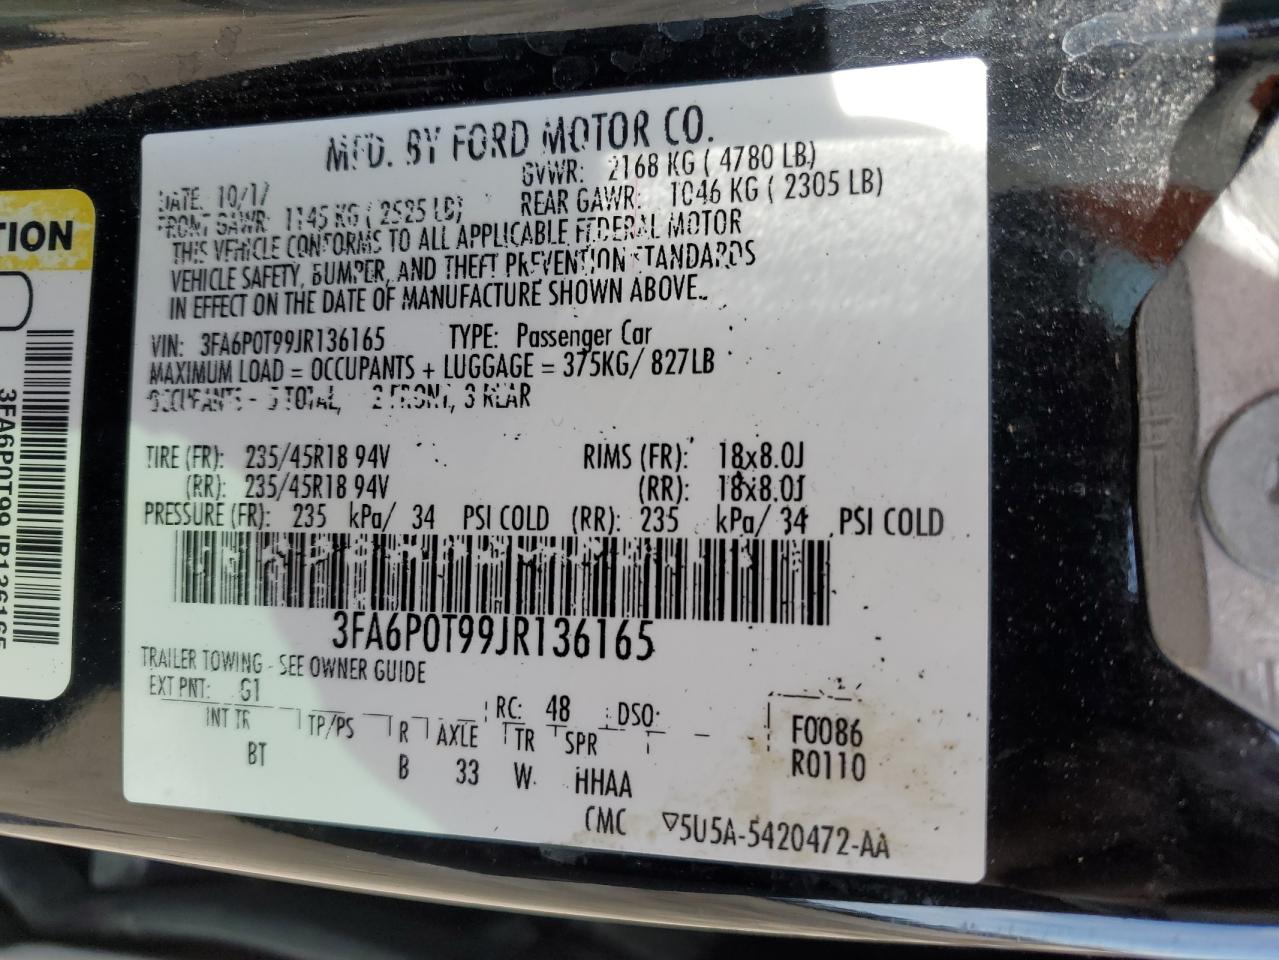 TION
3FA6P0T99JR136165
MFD. BY FORD MOTOR CO.
DATE: 10/17
GVWR: 2168 KG ( 4780 LB)
FRONT GAWR: 1145 KG ( 2525 LB)
REAR GAWR: 1046 KG ( 2305 LB)
THIS VEHICLE CONFORMS TO ALL APPLICABLE FEDERAL MOTOR
VEHICLE SAFETY, BUMPER, AND THEFT PREVENTION STANDARDS
IN EFFECT ON THE DATE OF MANUFACTURE SHOWN ABOVE.
VIN: 3FA6P0T99JR136165 TYPE: Passenger Car
MAXIMUM LOAD = OCCUPANTS + LUGGAGE = 375KG/ 827LB
OCCUPANTS - 5 TOTAL, 2 FRONT, 3 REAR
TIRE (FR): 235/45R18 94V RIMS (FR): 18x8.0J
(RR): 235/45R18 94V (RR): 18x8.0J
PRESSURE (FR): 235 kPa/ 34 PSI COLD (RR): 235 kPa/ 34 PSI COLD
3FA6P0T99JR136165
TRAILER TOWING - SEE OWNER GUIDE
EXT PNT: G1 RC: 48 DSO:
INT TR TP/PS R AXLE TR SPR F0086
BT B 33 W HHAA R0110
CMC ▽5U5A-5420472-AA